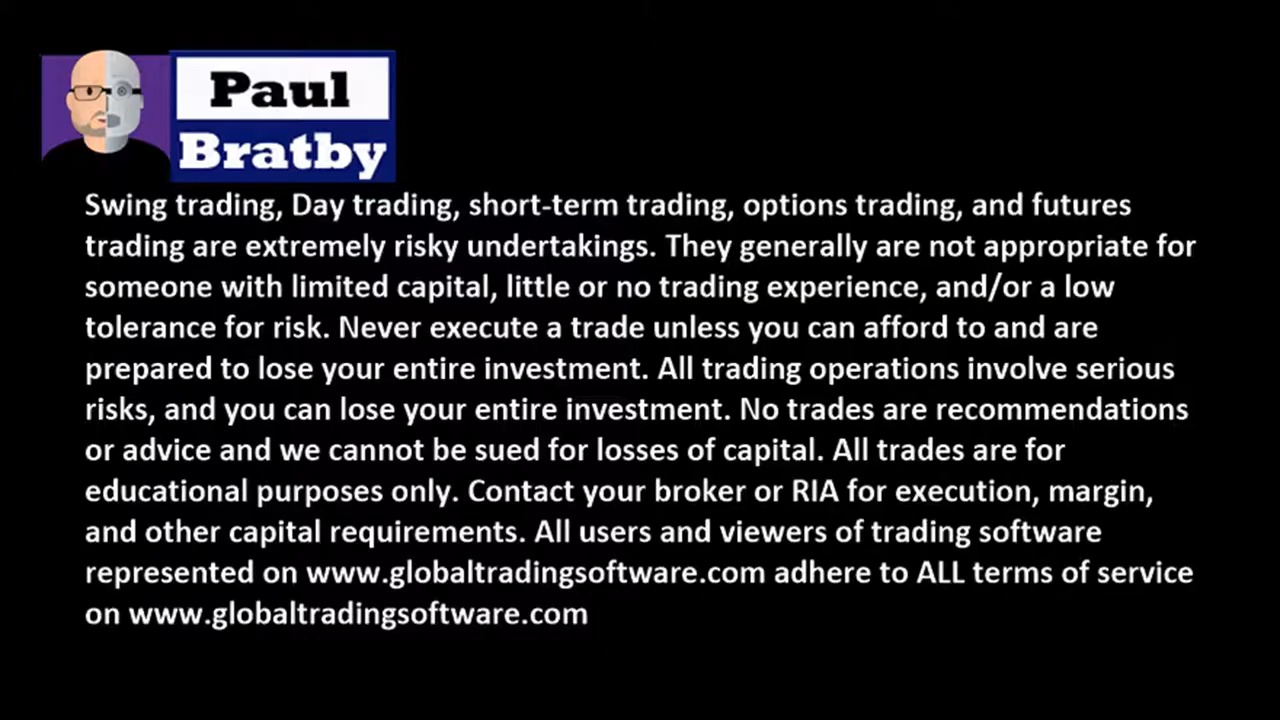 Paul
Bratby
Swing trading, Day trading, short-term trading, options trading, and futures
trading are extremely risky undertakings. They generally are not appropriate for
someone with limited capital, little or no trading experience, and/or a low
tolerance for risk. Never execute a trade unless you can afford to and are
prepared to lose your entire investment. All trading operations involve serious
risks, and you can lose your entire investment. No trades are recommendations
or advice and we cannot be sued for losses of capital. All trades are for
educational purposes only. Contact your broker or RIA for execution, margin,
and other capital requirements. All users and viewers of trading software
represented on www.globaltradingsoftware.com adhere to ALL terms of service
on www.globaltradingsoftware.com